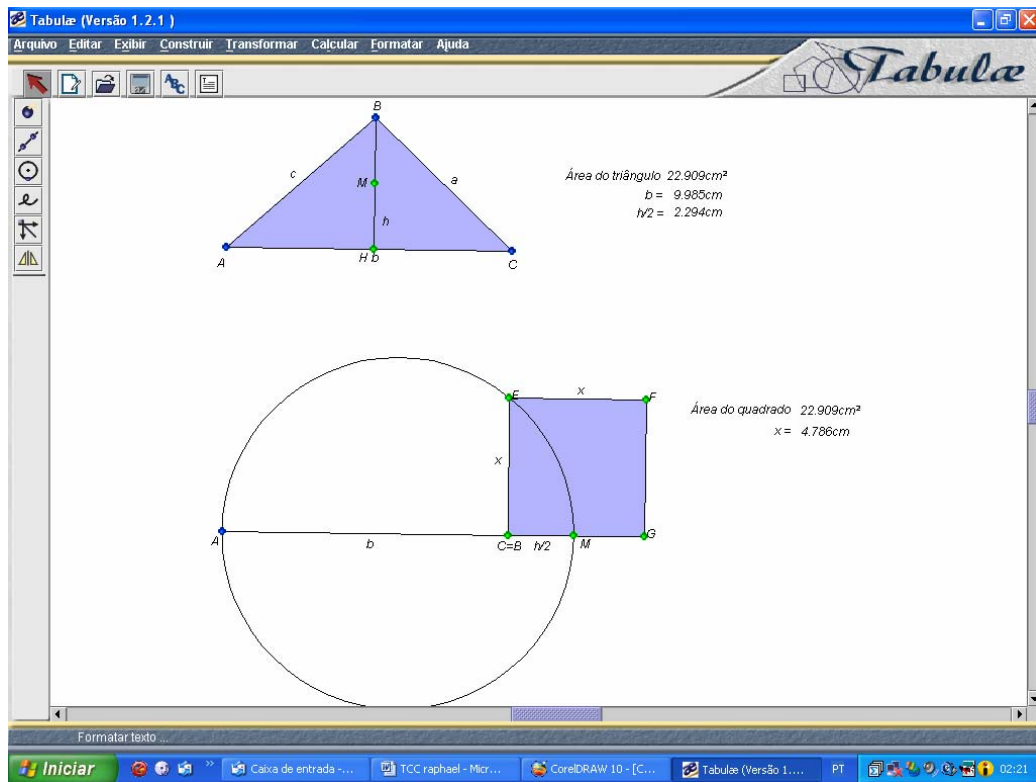 Tabulæ (Versão 1.2.1 )
Arquivo Editar Exibir Construir Transformar Calcular Formatar Ajuda
Tabulæ
ABC
B
c
M
a
h
A
H b
C
Área do triângulo 22.909cm²
b = 9.985cm
h/2 = 2.294cm
E
x
F
x
A
b
C=B
h/2
M
G
Área do quadrado 22.909cm²
x = 4.786cm
Formatar texto ...
Iniciar
»
Caixa de entrada -...
TCC raphael - Micr...
CorelDRAW 10 - [C...
Tabulæ (Versão 1....
PT
02:21